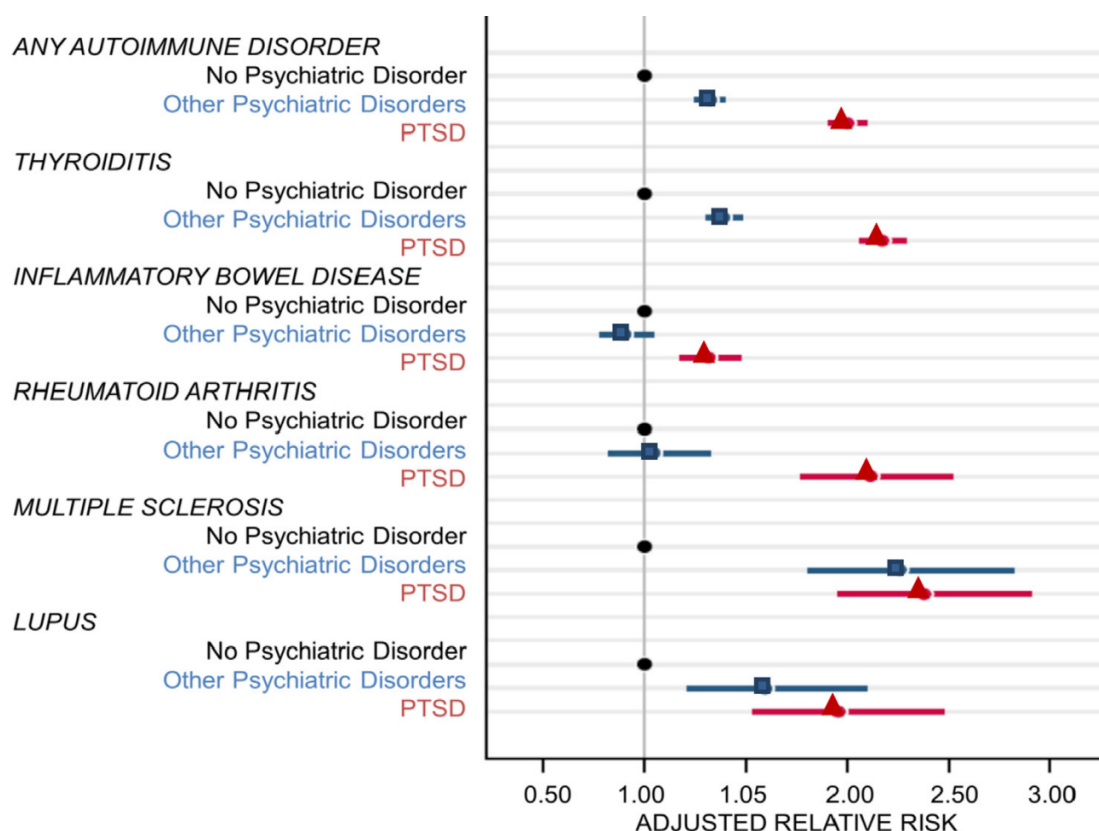 ANY AUTOIMMUNE DISORDER
No Psychiatric Disorder
Other Psychiatric Disorders
PTSD
THYROIDITIS
No Psychiatric Disorder
Other Psychiatric Disorders
PTSD
INFLAMMATORY BOWEL DISEASE
No Psychiatric Disorder
Other Psychiatric Disorders
PTSD
RHEUMATOID ARTHRITIS
No Psychiatric Disorder
Other Psychiatric Disorders
PTSD
MULTIPLE SCLEROSIS
No Psychiatric Disorder
Other Psychiatric Disorders
PTSD
LUPUS
No Psychiatric Disorder
Other Psychiatric Disorders
PTSD
0.50 1.00 1.05 2.00 2.50 3.00
ADJUSTED RELATIVE RISK